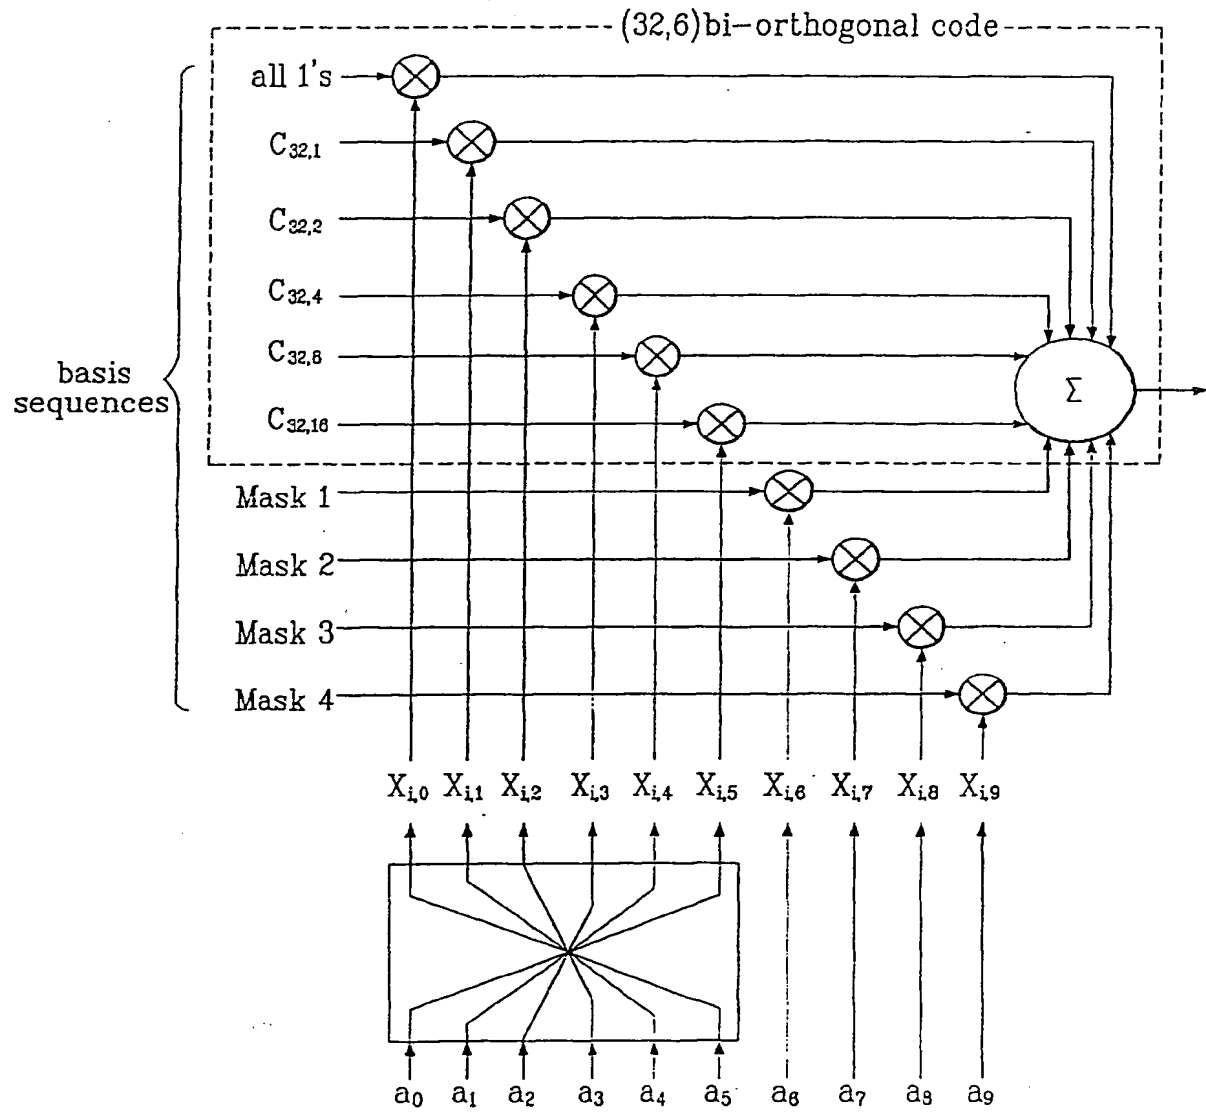 (32,6)bi-orthogonal code
all 1's
C32,1
C32,2
C32,4
C32,8
C32,16
basis
sequences
Σ
Mask 1
Mask 2
Mask 3
Mask 4
Xi,0 Xi,1 Xi,2 Xi,3 Xi,4 Xi,5 Xi,6 Xi,7 Xi,8 Xi,9
a0 a1 a2 a3 a4 a5 a6 a7 a8 a9